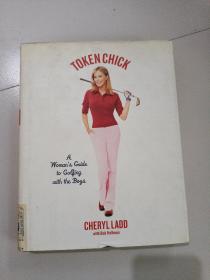 TOKEN CHICK
A
Woman's Guide
to Golfing
with the Boys
CHERYL LADD